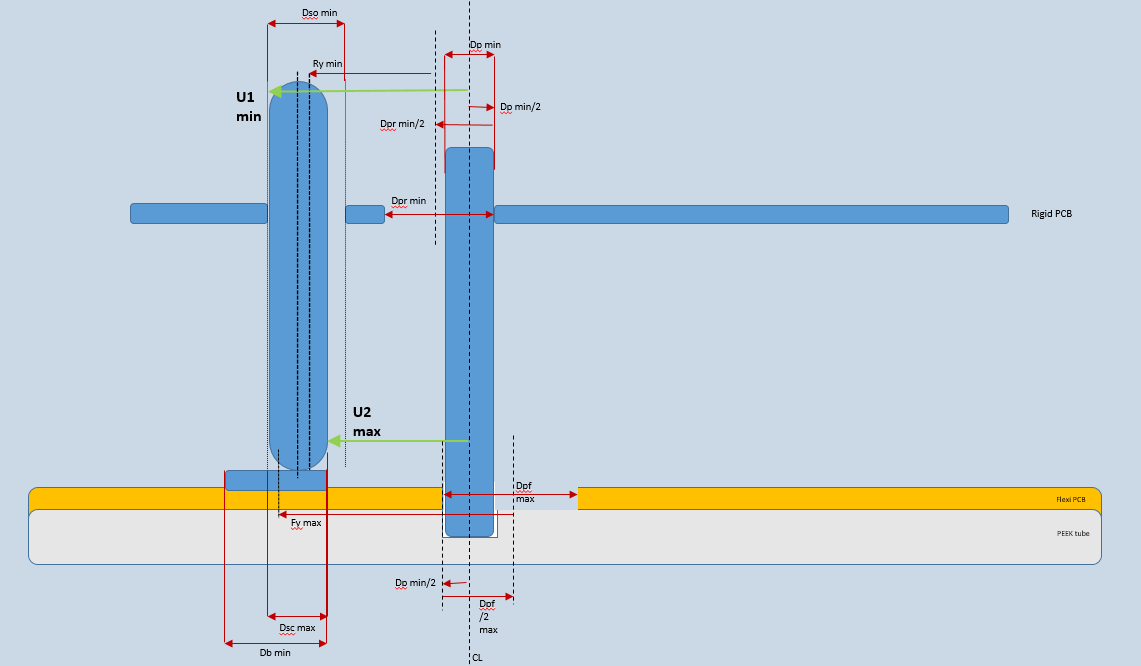 Dso min
Dp min
Ry min
U1
min
Dp min/2
Dpr min/2
Dpr min
Rigid PCB
U2
max
Dpf
max
Flexi PCB
Fy max
PEEK tube
Dp min/2
Dpf
/2
max
Dsc max
Db min
CL